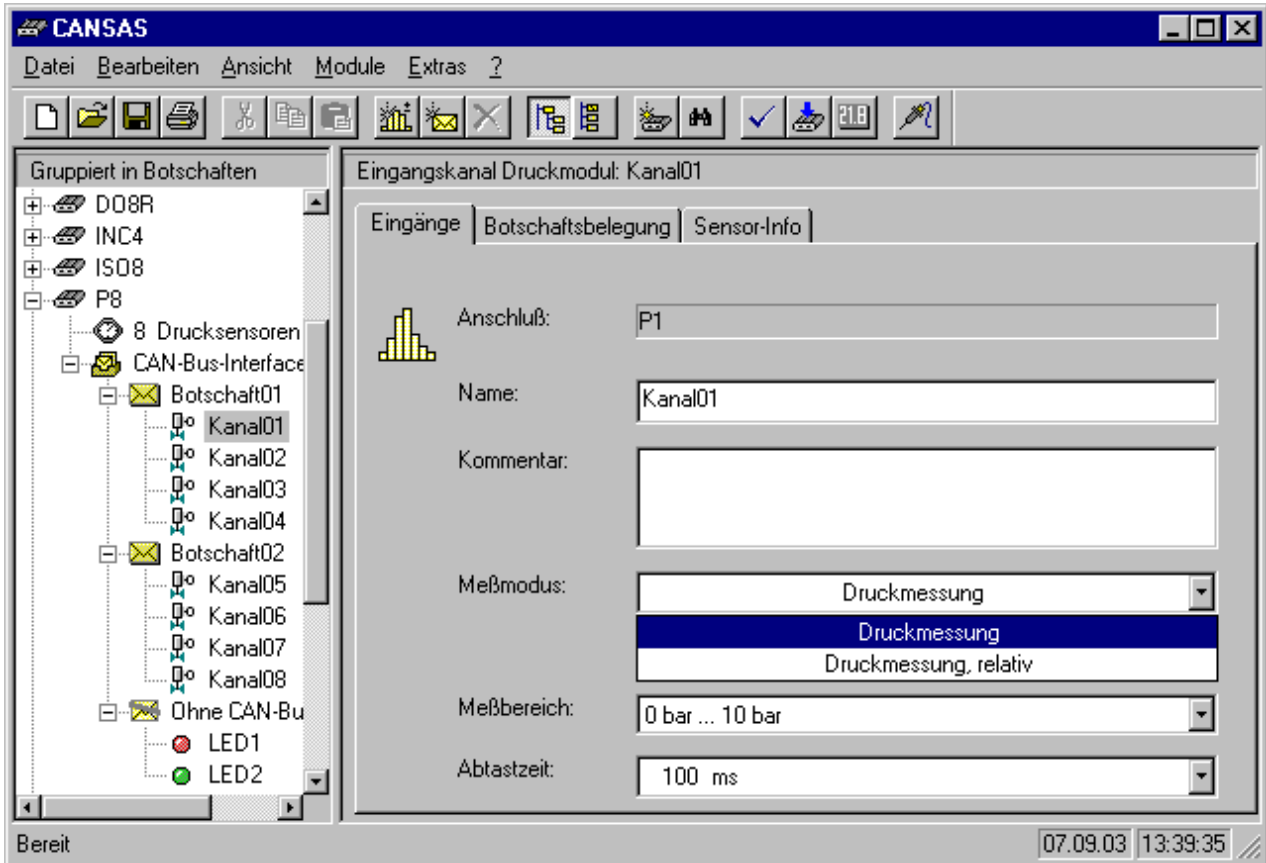 CANSAS
Datei Bearbeiten Ansicht Module Extras ?
21.8
Gruppiert in Botschaften
DO8R
INC4
ISO8
P8
8 Drucksensoren
CAN-Bus-Interface
Botschaft01
Kanal01
Kanal02
Kanal03
Kanal04
Botschaft02
Kanal05
Kanal06
Kanal07
Kanal08
Ohne CAN-Bu
LED1
LED2
Eingangskanal Druckmodul: Kanal01
Eingänge Botschaftsbelegung Sensor-Info
Anschluß: P1
Name: Kanal01
Kommentar:
Meßmodus: Druckmessung
Druckmessung
Druckmessung, relativ
Meßbereich: 0 bar ... 10 bar
Abtastzeit: 100 ms
Bereit 07.09.03 13:39:35